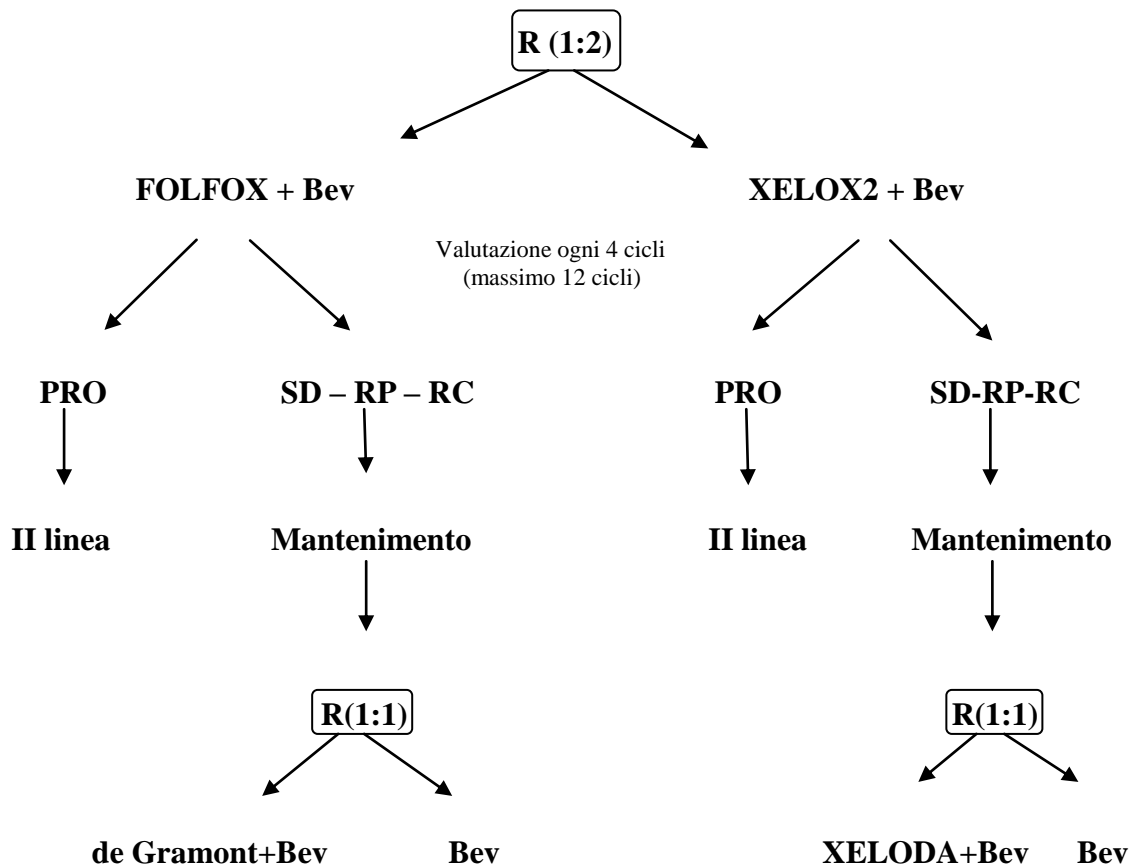 R (1:2)
FOLFOX + Bev
XELOX2 + Bev
Valutazione ogni 4 cicli
(massimo 12 cicli)
PRO
SD – RP – RC
PRO
SD-RP-RC
II linea
Mantenimento
II linea
Mantenimento
R(1:1)
R(1:1)
de Gramont+Bev
Bev
XELODA+Bev
Bev